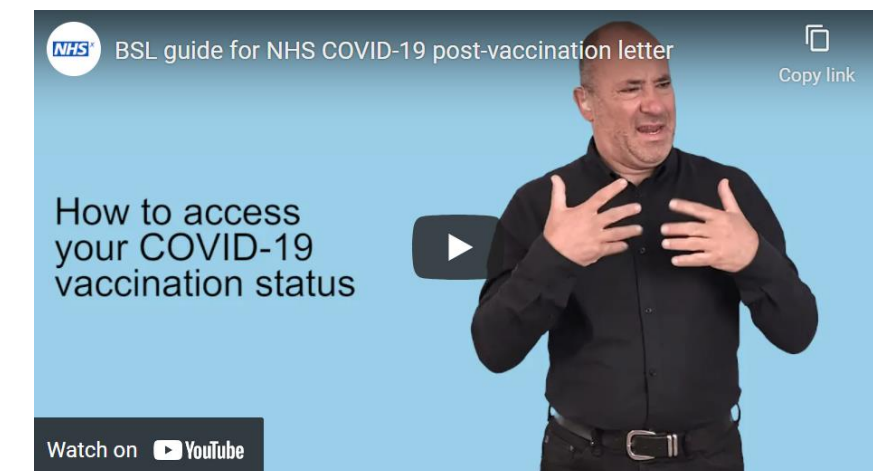 NHS
BSL guide for NHS COVID-19 post-vaccination letter
Copy link
How to access
your COVID-19
vaccination status
Watch on YouTube